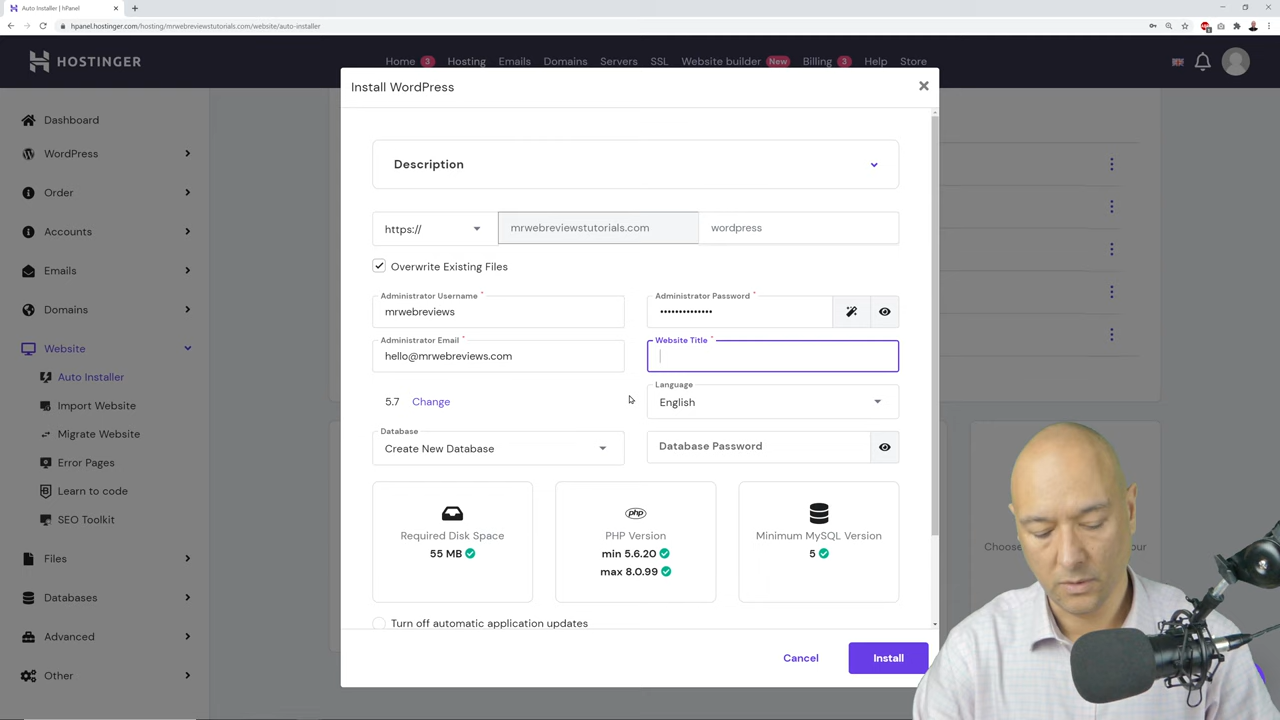 Auto Installer | hPanel
hpanel.hostinger.com/hosting/mrwebreviewstutorials.com/website/auto-installer
HOSTINGER
Home 3 Hosting Emails Domains Servers SSL Website builder New Billing 3 Help Store
Install WordPress
Dashboard
WordPress
Order
Accounts
Emails
Domains
Website
Auto Installer
Import Website
Migrate Website
Error Pages
Learn to code
SEO Toolkit
Files
Databases
Advanced
Other
Description
https:// mrwebreviewstutorials.com wordpress
Overwrite Existing Files
Administrator Username * Administrator Password *
mrwebreviews ••••••••••••••
Administrator Email * Website Title *
hello@mrwebreviews.com
5.7 Change
Language
English
Database
Create New Database
Database Password
Required Disk Space
55 MB
php
PHP Version
min 5.6.20
max 8.0.99
Minimum MySQL Version
5
Turn off automatic application updates
Cancel Install
Choose
our